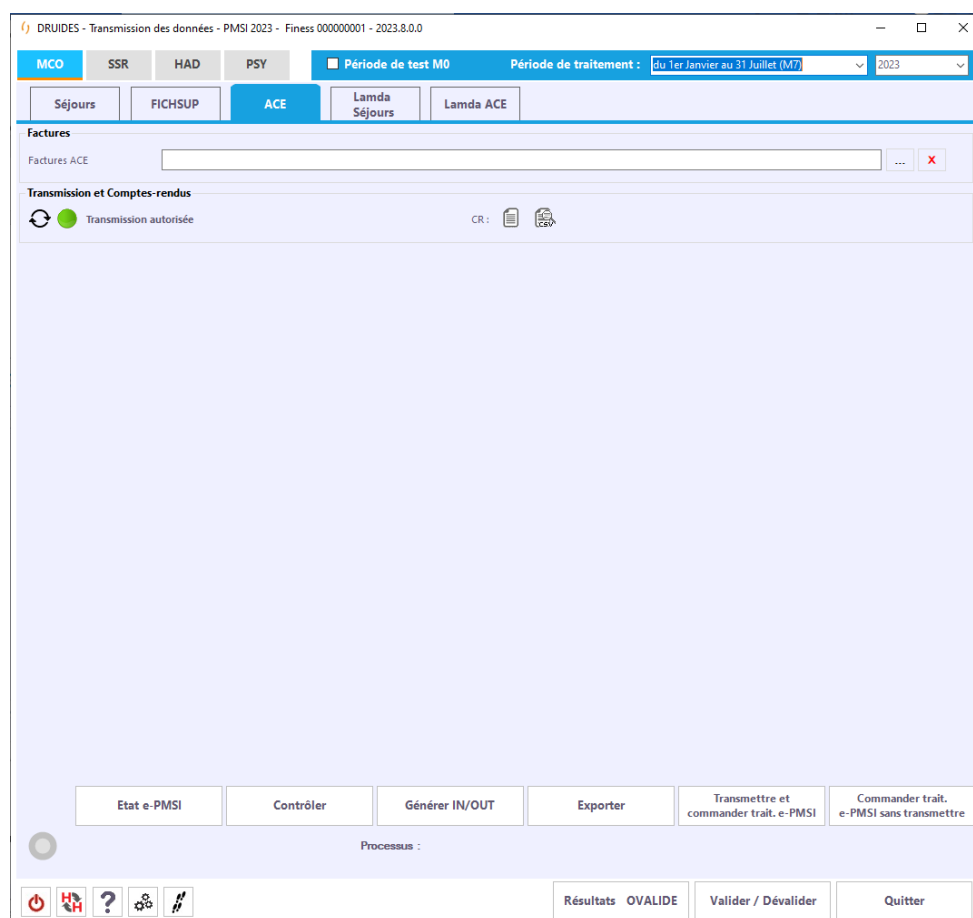 DRUIDES - Transmission des données - PMSI 2023 - Finess 000000001 - 2023.8.0.0
MCO SSR HAD PSY Période de test M0 Période de traitement : du 1er Janvier au 31 Juillet (M7) 2023
Séjours FICHSUP ACE Lamda Séjours Lamda ACE
Factures
Factures ACE ... X
Transmission et Comptes-rendus
Transmission autorisée CR : CSV
Etat e-PMSI Contrôler Générer IN/OUT Exporter Transmettre et commander trait. e-PMSI Commander trait. e-PMSI sans transmettre
Processus :
H H ? Résultats OVALIDE Valider / Dévalider Quitter